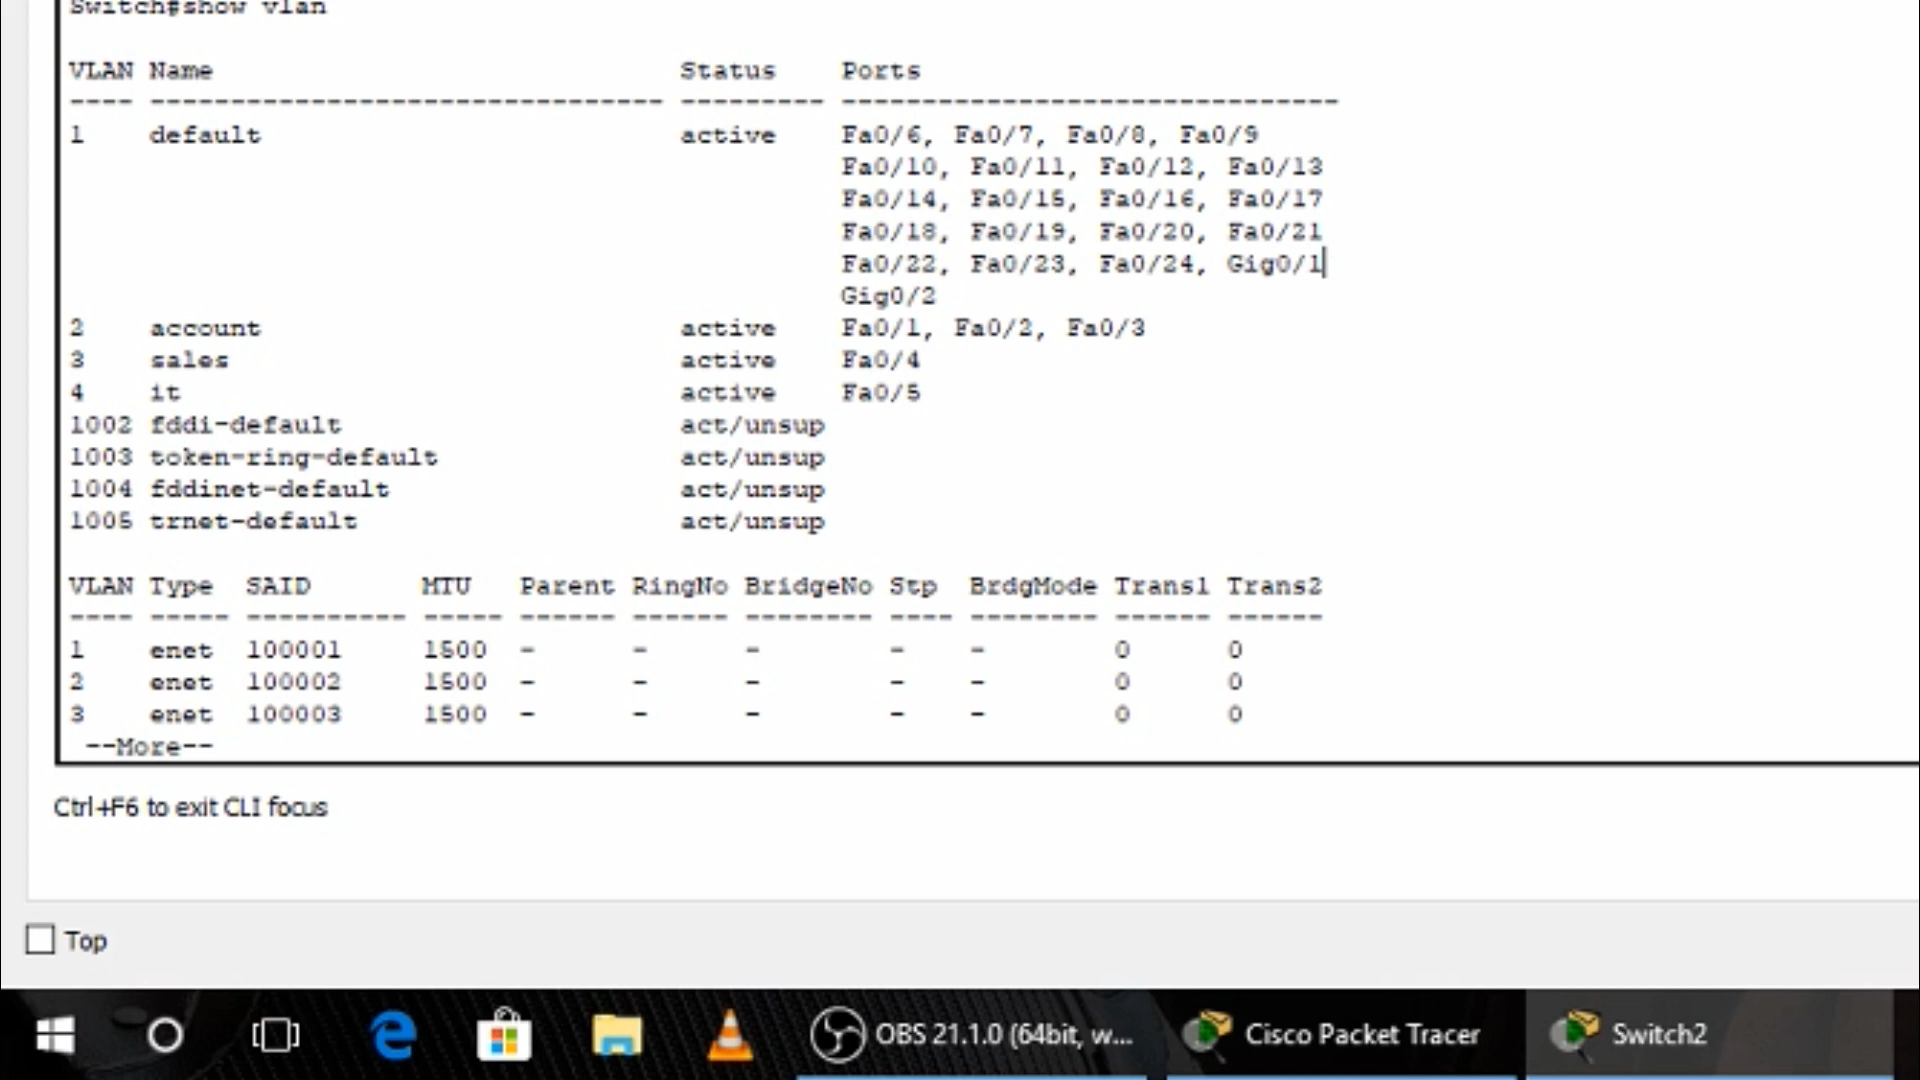 Switch#show vlan
VLAN Name Status Ports
---- -------------------------------- --------- -------------------------------
1 default active Fa0/6, Fa0/7, Fa0/8, Fa0/9
Fa0/10, Fa0/11, Fa0/12, Fa0/13
Fa0/14, Fa0/15, Fa0/16, Fa0/17
Fa0/18, Fa0/19, Fa0/20, Fa0/21
Fa0/22, Fa0/23, Fa0/24, Gig0/1
Gig0/2
2 account active Fa0/1, Fa0/2, Fa0/3
3 sales active Fa0/4
4 it active Fa0/5
1002 fddi-default act/unsup
1003 token-ring-default act/unsup
1004 fddinet-default act/unsup
1005 trnet-default act/unsup
VLAN Type SAID MTU Parent RingNo BridgeNo Stp BrdgMode Trans1 Trans2
---- ----- ---------- ----- ------ ------ -------- ---- -------- ------ ------
1 enet 100001 1500 - - - - - 0 0
2 enet 100002 1500 - - - - - 0 0
3 enet 100003 1500 - - - - - 0 0
--More--
Ctrl+F6 to exit CLI focus
Top
OBS 21.1.0 (64bit, w... Cisco Packet Tracer Switch2